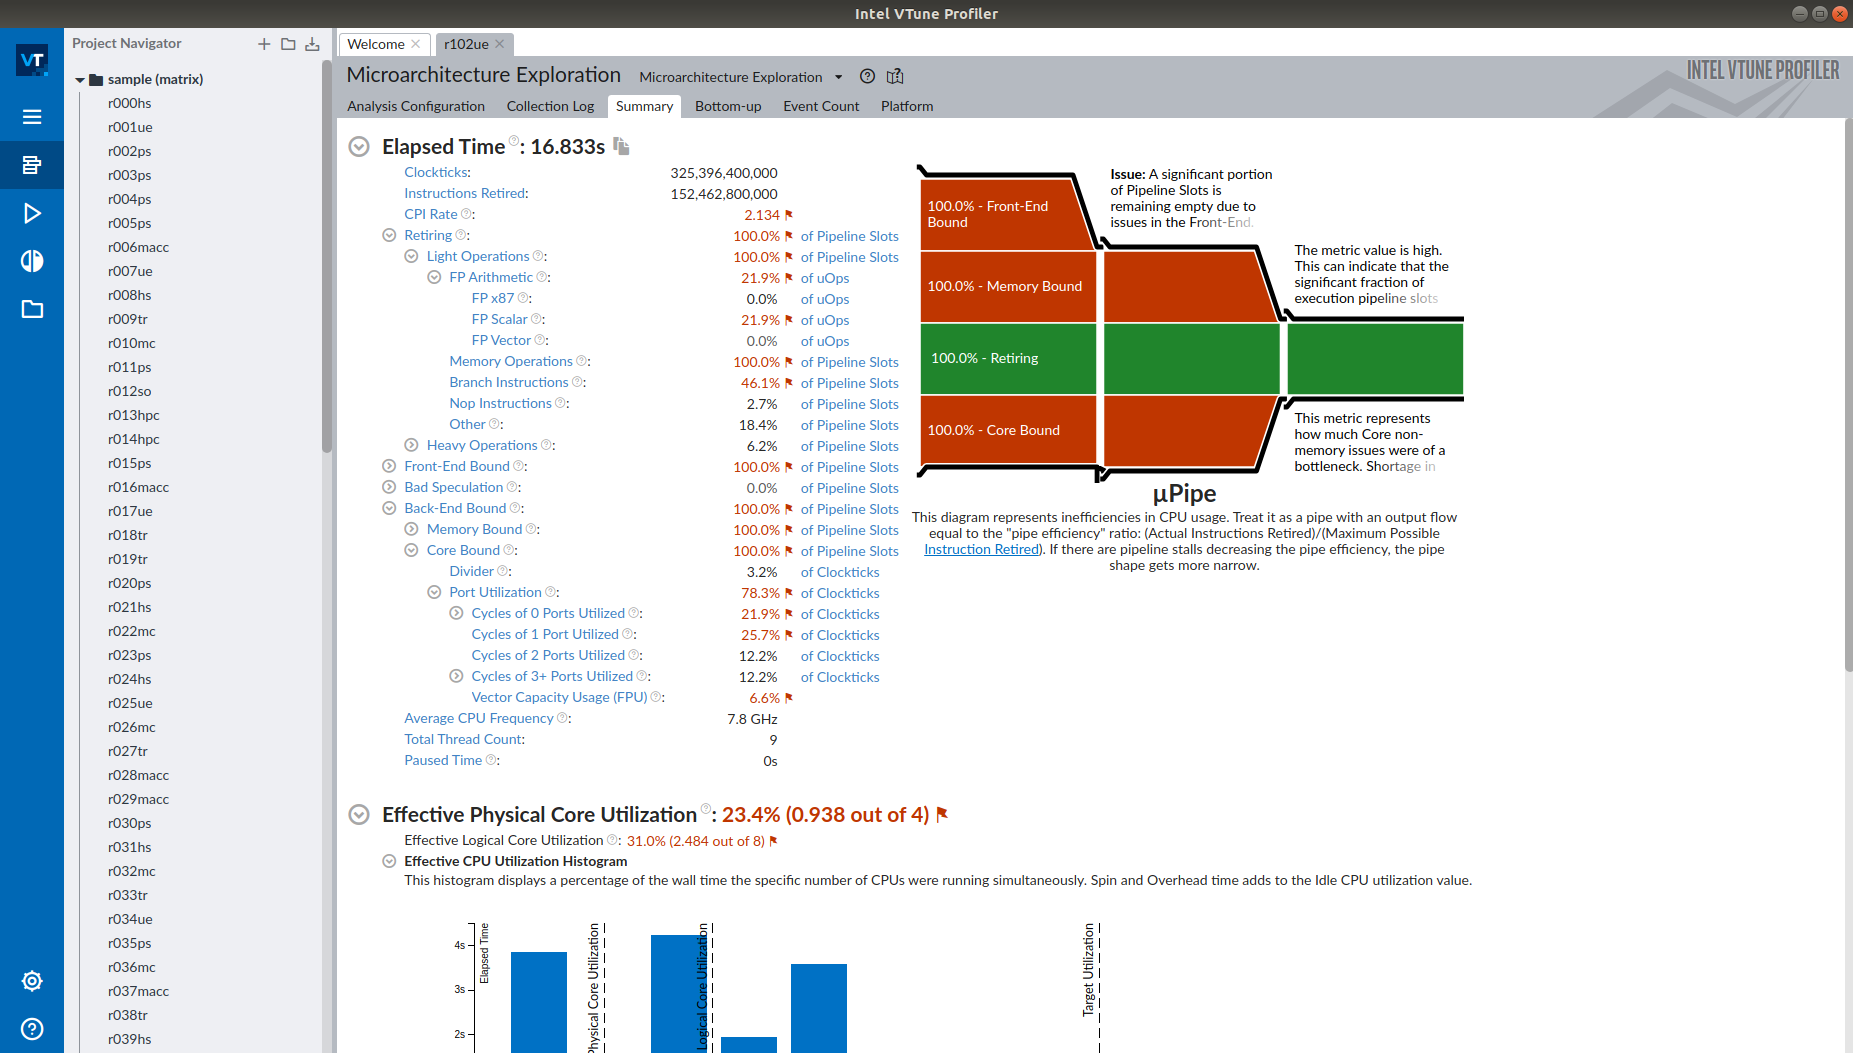 Intel VTune Profiler
VT
Project Navigator
sample (matrix)
r000hs
r001ue
r002ps
r003ps
r004ps
r005ps
r006macc
r007ue
r008hs
r009tr
r010mc
r011ps
r012so
r013hpc
r014hpc
r015ps
r016macc
r017ue
r018tr
r019tr
r020ps
r021hs
r022mc
r023ps
r024hs
r025ue
r026mc
r027tr
r028macc
r029macc
r030ps
r031hs
r032mc
r033tr
r034ue
r035ps
r036mc
r037macc
r038tr
r039hs
Welcome
r102ue
Microarchitecture Exploration Microarchitecture Exploration
INTEL VTUNE PROFILER
Analysis Configuration Collection Log Summary Bottom-up Event Count Platform
Elapsed Time: 16.833s
Clockticks: 325,396,400,000
Instructions Retired: 152,462,800,000
CPI Rate: 2.134
Retiring: 100.0% of Pipeline Slots
Light Operations: 100.0% of Pipeline Slots
FP Arithmetic: 21.9% of uOps
FP x87: 0.0% of uOps
FP Scalar: 21.9% of uOps
FP Vector: 0.0% of uOps
Memory Operations: 100.0% of Pipeline Slots
Branch Instructions: 46.1% of Pipeline Slots
Nop Instructions: 2.7% of Pipeline Slots
Other: 18.4% of Pipeline Slots
Heavy Operations: 6.2% of Pipeline Slots
Front-End Bound: 100.0% of Pipeline Slots
Bad Speculation: 0.0% of Pipeline Slots
Back-End Bound: 100.0% of Pipeline Slots
Memory Bound: 100.0% of Pipeline Slots
Core Bound: 100.0% of Pipeline Slots
Divider: 3.2% of Clockticks
Port Utilization: 78.3% of Clockticks
Cycles of 0 Ports Utilized: 21.9% of Clockticks
Cycles of 1 Port Utilized: 25.7% of Clockticks
Cycles of 2 Ports Utilized: 12.2% of Clockticks
Cycles of 3+ Ports Utilized: 12.2% of Clockticks
Vector Capacity Usage (FPU): 6.6%
Average CPU Frequency: 7.8 GHz
Total Thread Count: 9
Paused Time: 0s
100.0% - Front-End
Bound
100.0% - Memory Bound
100.0% - Retiring
100.0% - Core Bound
Issue: A significant portion
of Pipeline Slots is
remaining empty due to
issues in the Front-End.
The metric value is high.
This can indicate that the
significant fraction of
execution pipeline slots
This metric represents
how much Core non-
memory issues were of a
bottleneck. Shortage in
µPipe
This diagram represents inefficiencies in CPU usage. Treat it as a pipe with an output flow
equal to the "pipe efficiency" ratio: (Actual Instructions Retired)/(Maximum Possible
Instruction Retired). If there are pipeline stalls decreasing the pipe efficiency, the pipe
shape gets more narrow.
Effective Physical Core Utilization: 23.4% (0.938 out of 4)
Effective Logical Core Utilization: 31.0% (2.484 out of 8)
Effective CPU Utilization Histogram
This histogram displays a percentage of the wall time the specific number of CPUs were running simultaneously. Spin and Overhead time adds to the Idle CPU utilization value.
4s
3s
2s
Elapsed Time
Physical Core Utilization
Logical Core Utilization
Target Utilization